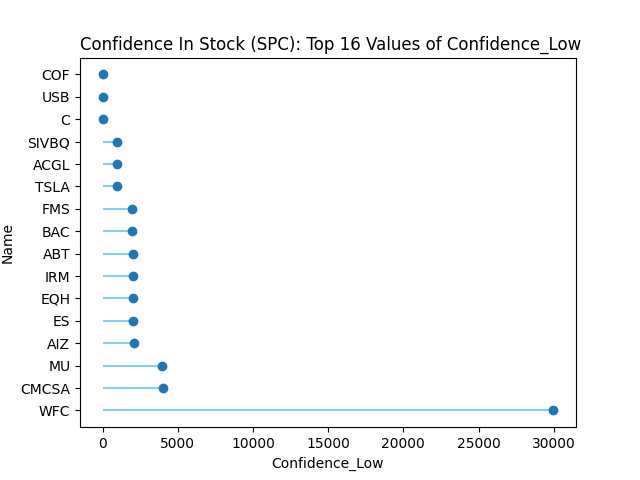 Confidence In Stock (SPC): Top 16 Values of Confidence_Low
COF
USB
C
SIVBQ
ACGL
TSLA
FMS
BAC
ABT
IRM
EQH
ES
AIZ
MU
CMCSA
WFC
Name
0 5000 10000 15000 20000 25000 30000
Confidence_Low